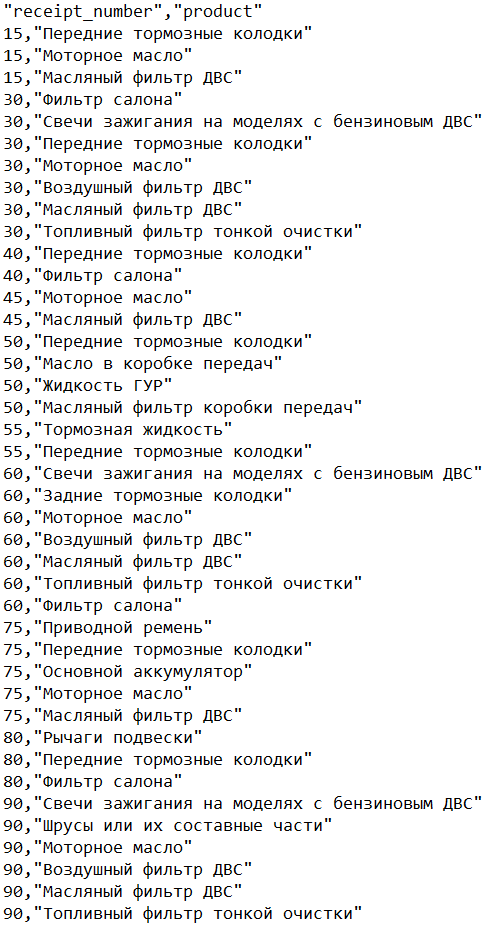 "receipt_number","product"
15,"Передние тормозные колодки"
15,"Моторное масло"
15,"Масляный фильтр ДВС"
30,"Фильтр салона"
30,"Свечи зажигания на моделях с бензиновым ДВС"
30,"Передние тормозные колодки"
30,"Моторное масло"
30,"Воздушный фильтр ДВС"
30,"Масляный фильтр ДВС"
30,"Топливный фильтр тонкой очистки"
40,"Передние тормозные колодки"
40,"Фильтр салона"
45,"Моторное масло"
45,"Масляный фильтр ДВС"
50,"Передние тормозные колодки"
50,"Масло в коробке передач"
50,"Жидкость ГУР"
50,"Масляный фильтр коробки передач"
55,"Тормозная жидкость"
55,"Передние тормозные колодки"
60,"Свечи зажигания на моделях с бензиновым ДВС"
60,"Задние тормозные колодки"
60,"Моторное масло"
60,"Воздушный фильтр ДВС"
60,"Масляный фильтр ДВС"
60,"Топливный фильтр тонкой очистки"
60,"Фильтр салона"
75,"Приводной ремень"
75,"Передние тормозные колодки"
75,"Основной аккумулятор"
75,"Моторное масло"
75,"Масляный фильтр ДВС"
80,"Рычаги подвески"
80,"Передние тормозные колодки"
80,"Фильтр салона"
90,"Свечи зажигания на моделях с бензиновым ДВС"
90,"Шрусы или их составные части"
90,"Моторное масло"
90,"Воздушный фильтр ДВС"
90,"Масляный фильтр ДВС"
90,"Топливный фильтр тонкой очистки"